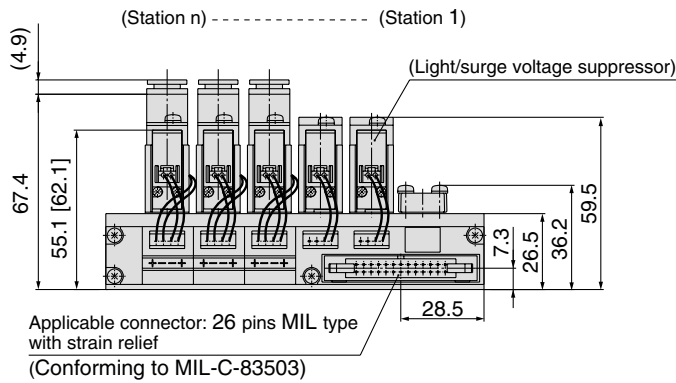 (Station n)
(Station 1)
(4.9)
(Light/surge voltage suppressor)
67.4
55.1 [62.1]
59.5
36.2
26.5
7.3
28.5
Applicable connector: 26 pins MIL type
with strain relief
(Conforming to MIL-C-83503)